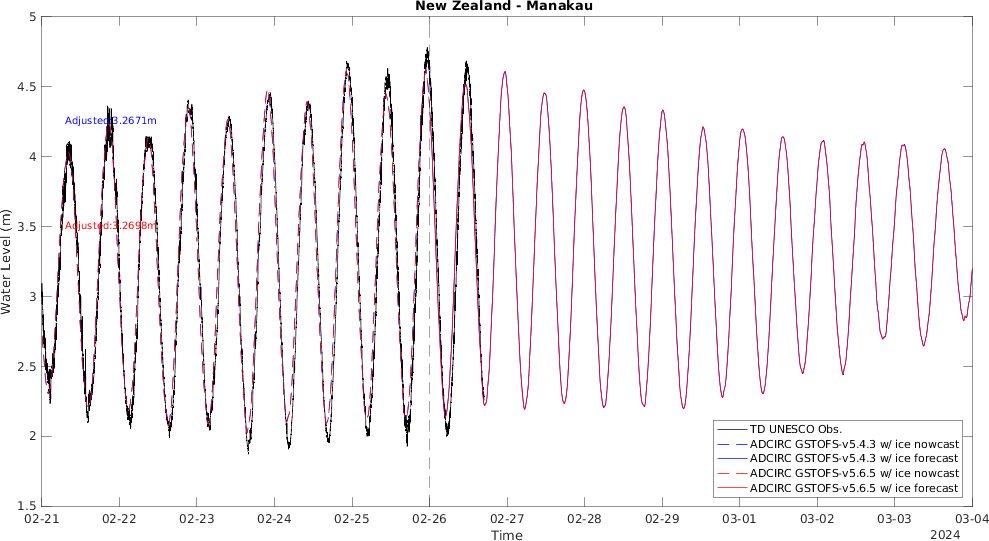 New Zealand - Manakau
5
4.5
4
3.5
3
2.5
2
1.5
Water Level (m)
Adjusted:3.2671m
Adjusted:3.2698m
TD UNESCO Obs.
ADCIRC GSTOFS-v5.4.3 w/ ice nowcast
ADCIRC GSTOFS-v5.4.3 w/ ice forecast
ADCIRC GSTOFS-v5.6.5 w/ ice nowcast
ADCIRC GSTOFS-v5.6.5 w/ ice forecast
02-21 02-22 02-23 02-24 02-25 02-26 02-27 02-28 02-29 03-01 03-02 03-03 03-04
Time
2024